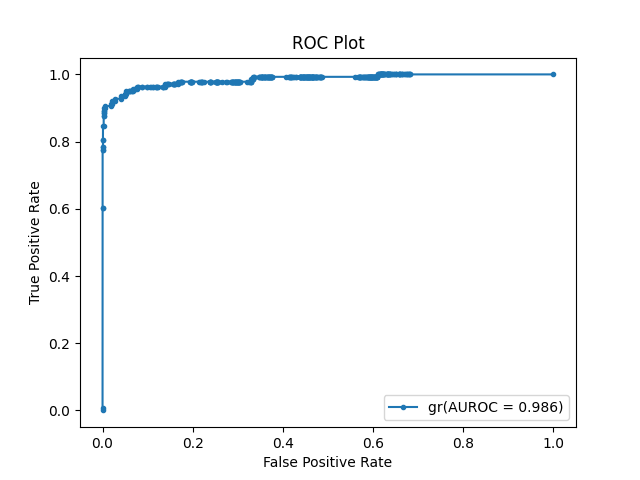 ROC Plot
True Positive Rate
1.0
0.8
0.6
0.4
0.2
0.0
gr(AUROC = 0.986)
0.0 0.2 0.4 0.6 0.8 1.0
False Positive Rate